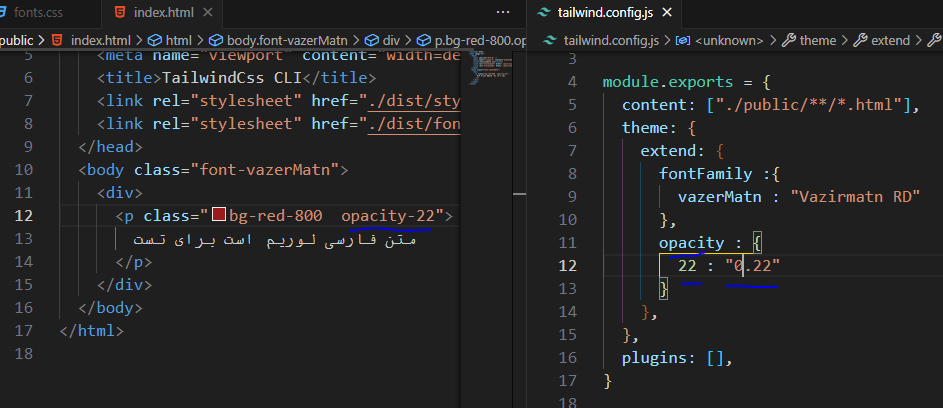 fonts.css
index.html
public > index.html > html > body.font-vazerMatn > div > p.bg-red-800.op
5 <meta name="viewport" content="width=de
6 <title>TailwindCss CLI</title>
7 <link rel="stylesheet" href="./dist/sty
8 <link rel="stylesheet" href="./dist/fon
9 </head>
10 <body class="font-vazerMatn">
11 <div>
12 <p class="bg-red-800  opacity-22">
13 متن فارسی لوریم  است برای تست
14 </p>
15 </div>
16 </body>
17 </html>
18
tailwind.config.js
tailwind.config.js > <unknown> > theme > extend >
3
4 module.exports = {
5 content: ["./public/**/*.html"],
6 theme: {
7 extend: {
8 fontFamily :{
9 vazerMatn : "Vazirmatn RD"
10 },
11 opacity : {
12 22 : "0.22"
13 }
14 },
15 },
16 plugins: [],
17 }
18